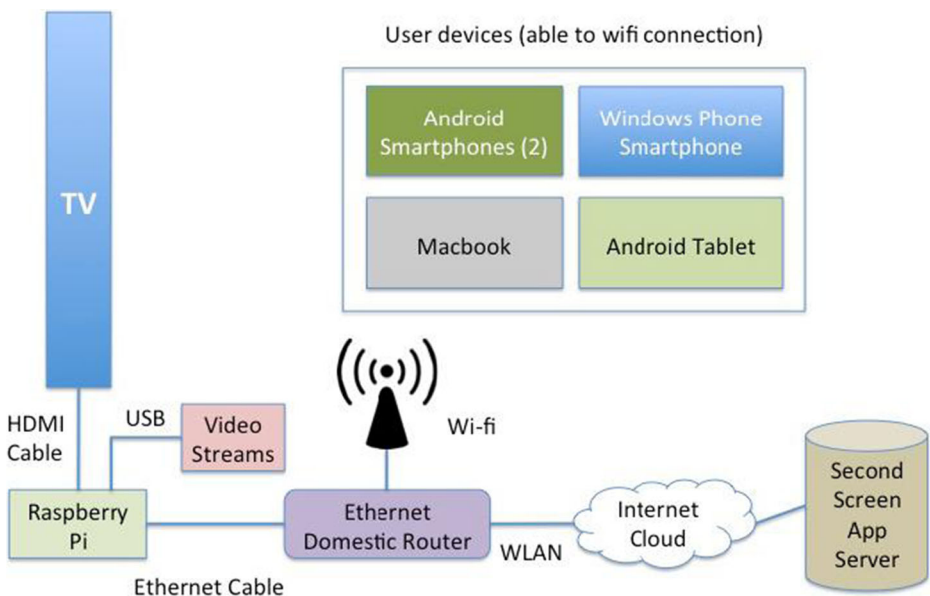 User devices (able to wifi connection)
Android
Smartphones (2)
Windows Phone
Smartphone
TV
Macbook
Android Tablet
HDMI
Cable
USB
Video
Streams
Wi-fi
Second
Screen
App
Server
Raspberry
Pi
Ethernet
Domestic Router
Internet
Cloud
WLAN
Ethernet Cable